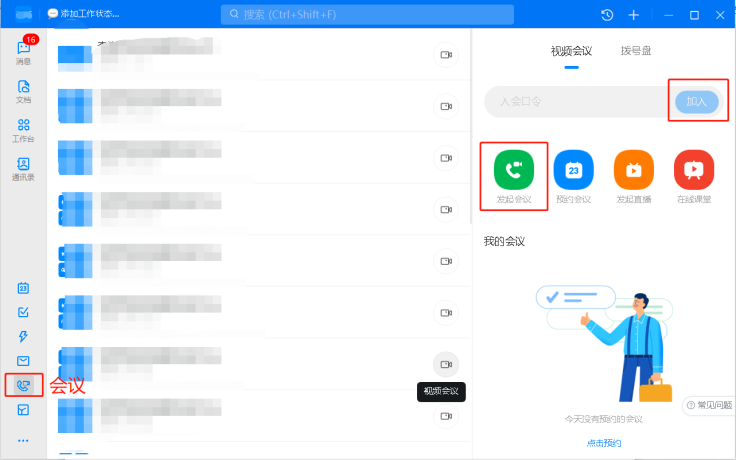 添加工作状态...
搜索 (Ctrl+Shift+F)
16
消息
文档
工作台
通讯录
会议
视频会议
视频会议
拨号盘
入会口令
加入
发起会议
23
预约会议
发起直播
在线课堂
我的会议
今天没有预约的会议
点击预约
常见问题